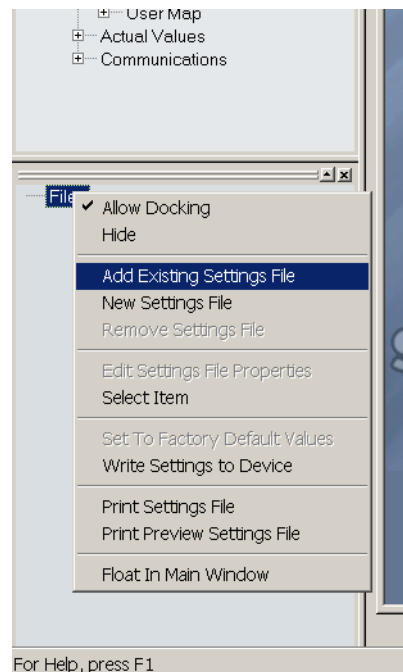 User Map
Actual Values
Communications
Files
Allow Docking
Hide
Add Existing Settings File
New Settings File
Remove Settings File
Edit Settings File Properties
Select Item
Set To Factory Default Values
Write Settings to Device
Print Settings File
Print Preview Settings File
Float In Main Window
For Help, press F1